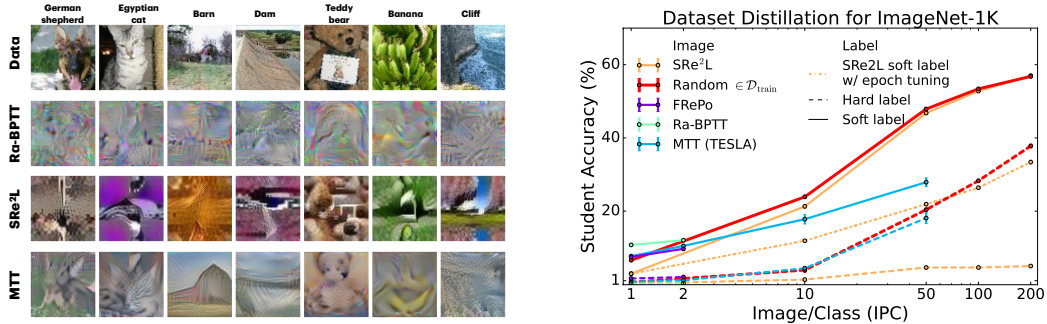 German shepherd
Egyptian cat
Barn
Dam
Teddy bear
Banana
Cliff
Data
Ra-BPTT
SRe²L
MTT
Dataset Distillation for ImageNet-1K
Student Accuracy (%)
60
40
20
1
Image
SRe²L
Random ∈ D_train
FRePo
Ra-BPTT
MTT (TESLA)
Label
SRe2L soft label
w/ epoch tuning
Hard label
Soft label
1
2
10
50
100
200
Image/Class (IPC)